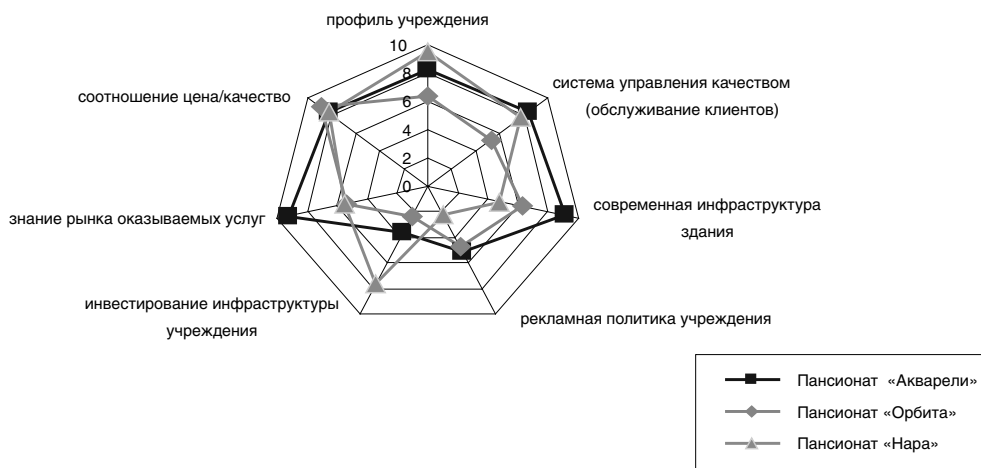 профиль учреждения
10
8
6
4
2
0
система управления качеством
(обслуживание клиентов)
соотношение цена/качество
современная инфраструктура
здания
знание рынка оказываемых услуг
инвестирование инфраструктуры
учреждения
рекламная политика учреждения
Пансионат «Акварели»
Пансионат «Орбита»
Пансионат «Нара»